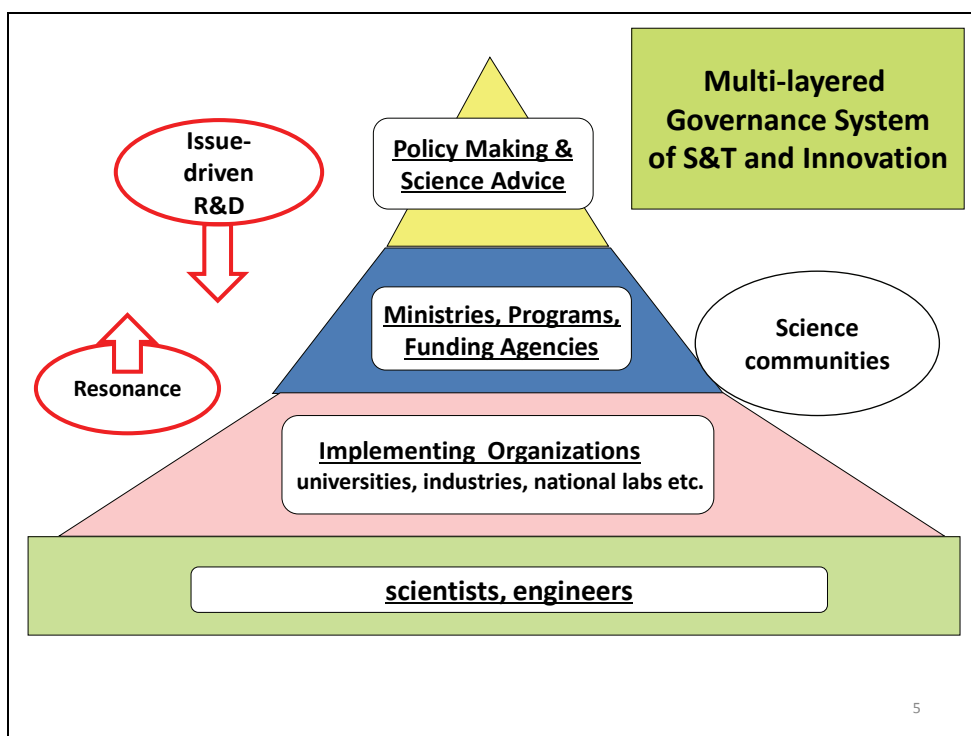 Multi-layered
Governance System
of S&T and Innovation
Issue-
driven
R&D
Policy Making &
Science Advice
Ministries, Programs,
Funding Agencies
Science
communities
Resonance
Implementing Organizations
universities, industries, national labs etc.
scientists, engineers
5